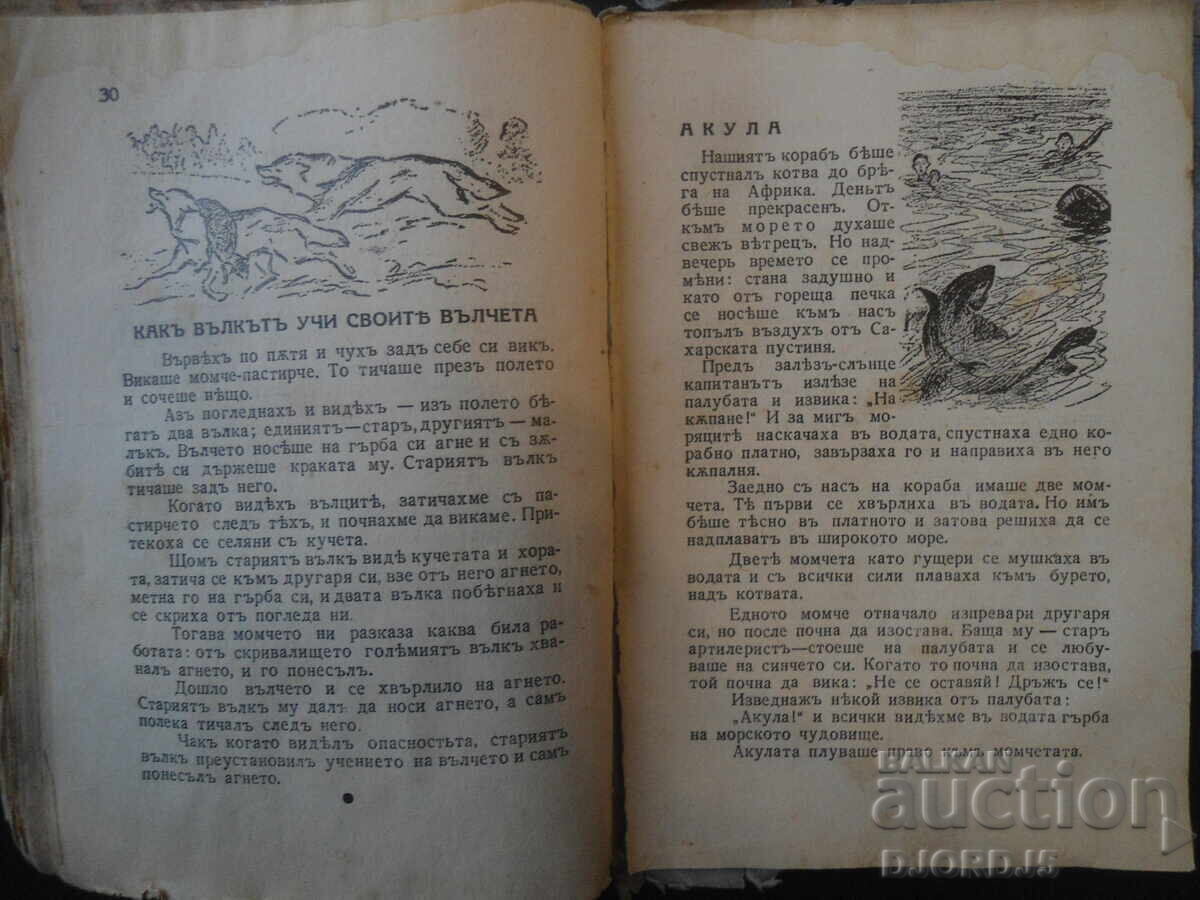 30
КАКЪ ВЪЛКЪТЪ УЧИ СВОИТѢ ВЪЛЧЕТА
Вървѣхъ по пѫтя и чухъ задъ себе си викъ.
Викаше момче-пастирче. То тичаше презъ полето
и сочеше нѣщо.
Азъ погледнахъ и видѣхъ — изъ полето бѣ-
гатъ два вълка; единиятъ—старъ, другиятъ — ма-
лъкъ. Вълчето носѣше на гърба си агне и съ зѫ-
битѣ си държеше краката му. Стариятъ вълкъ
тичаше задъ него.
Когато видѣхъ вълцитѣ, затичахме съ па-
стирчето следъ тѣхъ, и почнахме да викаме. При-
текоха се селяни съ кучета.
Щомъ стариятъ вълкъ видѣ кучетата и хора-
та, затича се къмъ другаря си, взе отъ него агнето,
метна го на гърба си, и двата вълка побѣгнаха и
се скриха отъ погледа ни.
Тогава момчето ни разказа каква била ра-
ботата: отъ скривалището голѣмиятъ вълкъ хва-
налъ агнето, и го понесълъ.
Дошло вълчето и се хвърлило на агнето.
Стариятъ вълкъ му далъ да носи агнето, а самъ
полека тичалъ следъ него.
Чакъ когато видѣлъ опасностьта, стариятъ
вълкъ преустановилъ учението на вълчето и самъ
понесълъ агнето.
АКУЛА
Нашиятъ корабъ бѣше
спусналъ котва до брѣ-
га на Африка. Деньтъ
бѣше прекрасенъ. От-
къмъ морето духаше
свежъ вѣтрецъ. Но над-
вечерь времето се про-
мѣни: стана задушно и
като отъ гореща печка
се носѣше къмъ насъ
топълъ въздухъ отъ Са-
харската пустиня.
Предъ залѣзъ-слънце
капитанътъ излѣзе на
палубата и извика: „На
кѫпане!“ И за мигъ мо-
ряцитѣ наскачаха въ водата, спустнаха едно ко-
рабно платно, завързаха го и направиха въ него
кѫпалня.
Заедно съ насъ на кораба имаше две мом-
чета. Тѣ първи се хвърлиха въ водата. Но имъ
бѣше тѣсно въ платното и затова решиха да се
надплаватъ въ широкото море.
Дветѣ момчета като гущери се мушкаха въ
водата и съ всички сили плаваха къмъ бурето,
надъ котвата.
Едното момче отначало изпревари другаря
си, но после почна да изостава. Баща му — старъ
артилеристъ—стоеше на палубата и се любу-
ваше на синчето си. Когато то почна да изостава,
той почна да вика: „Не се оставяй! Дръжъ се!“
Изведнажъ нѣкой извика отъ палубата:
„Акула!“ и всички видѣхме въ водата гърба
на морското чудовище.
Акулата плуваше право къмъ момчетата.
BALKAN
auction
DJORDJ5